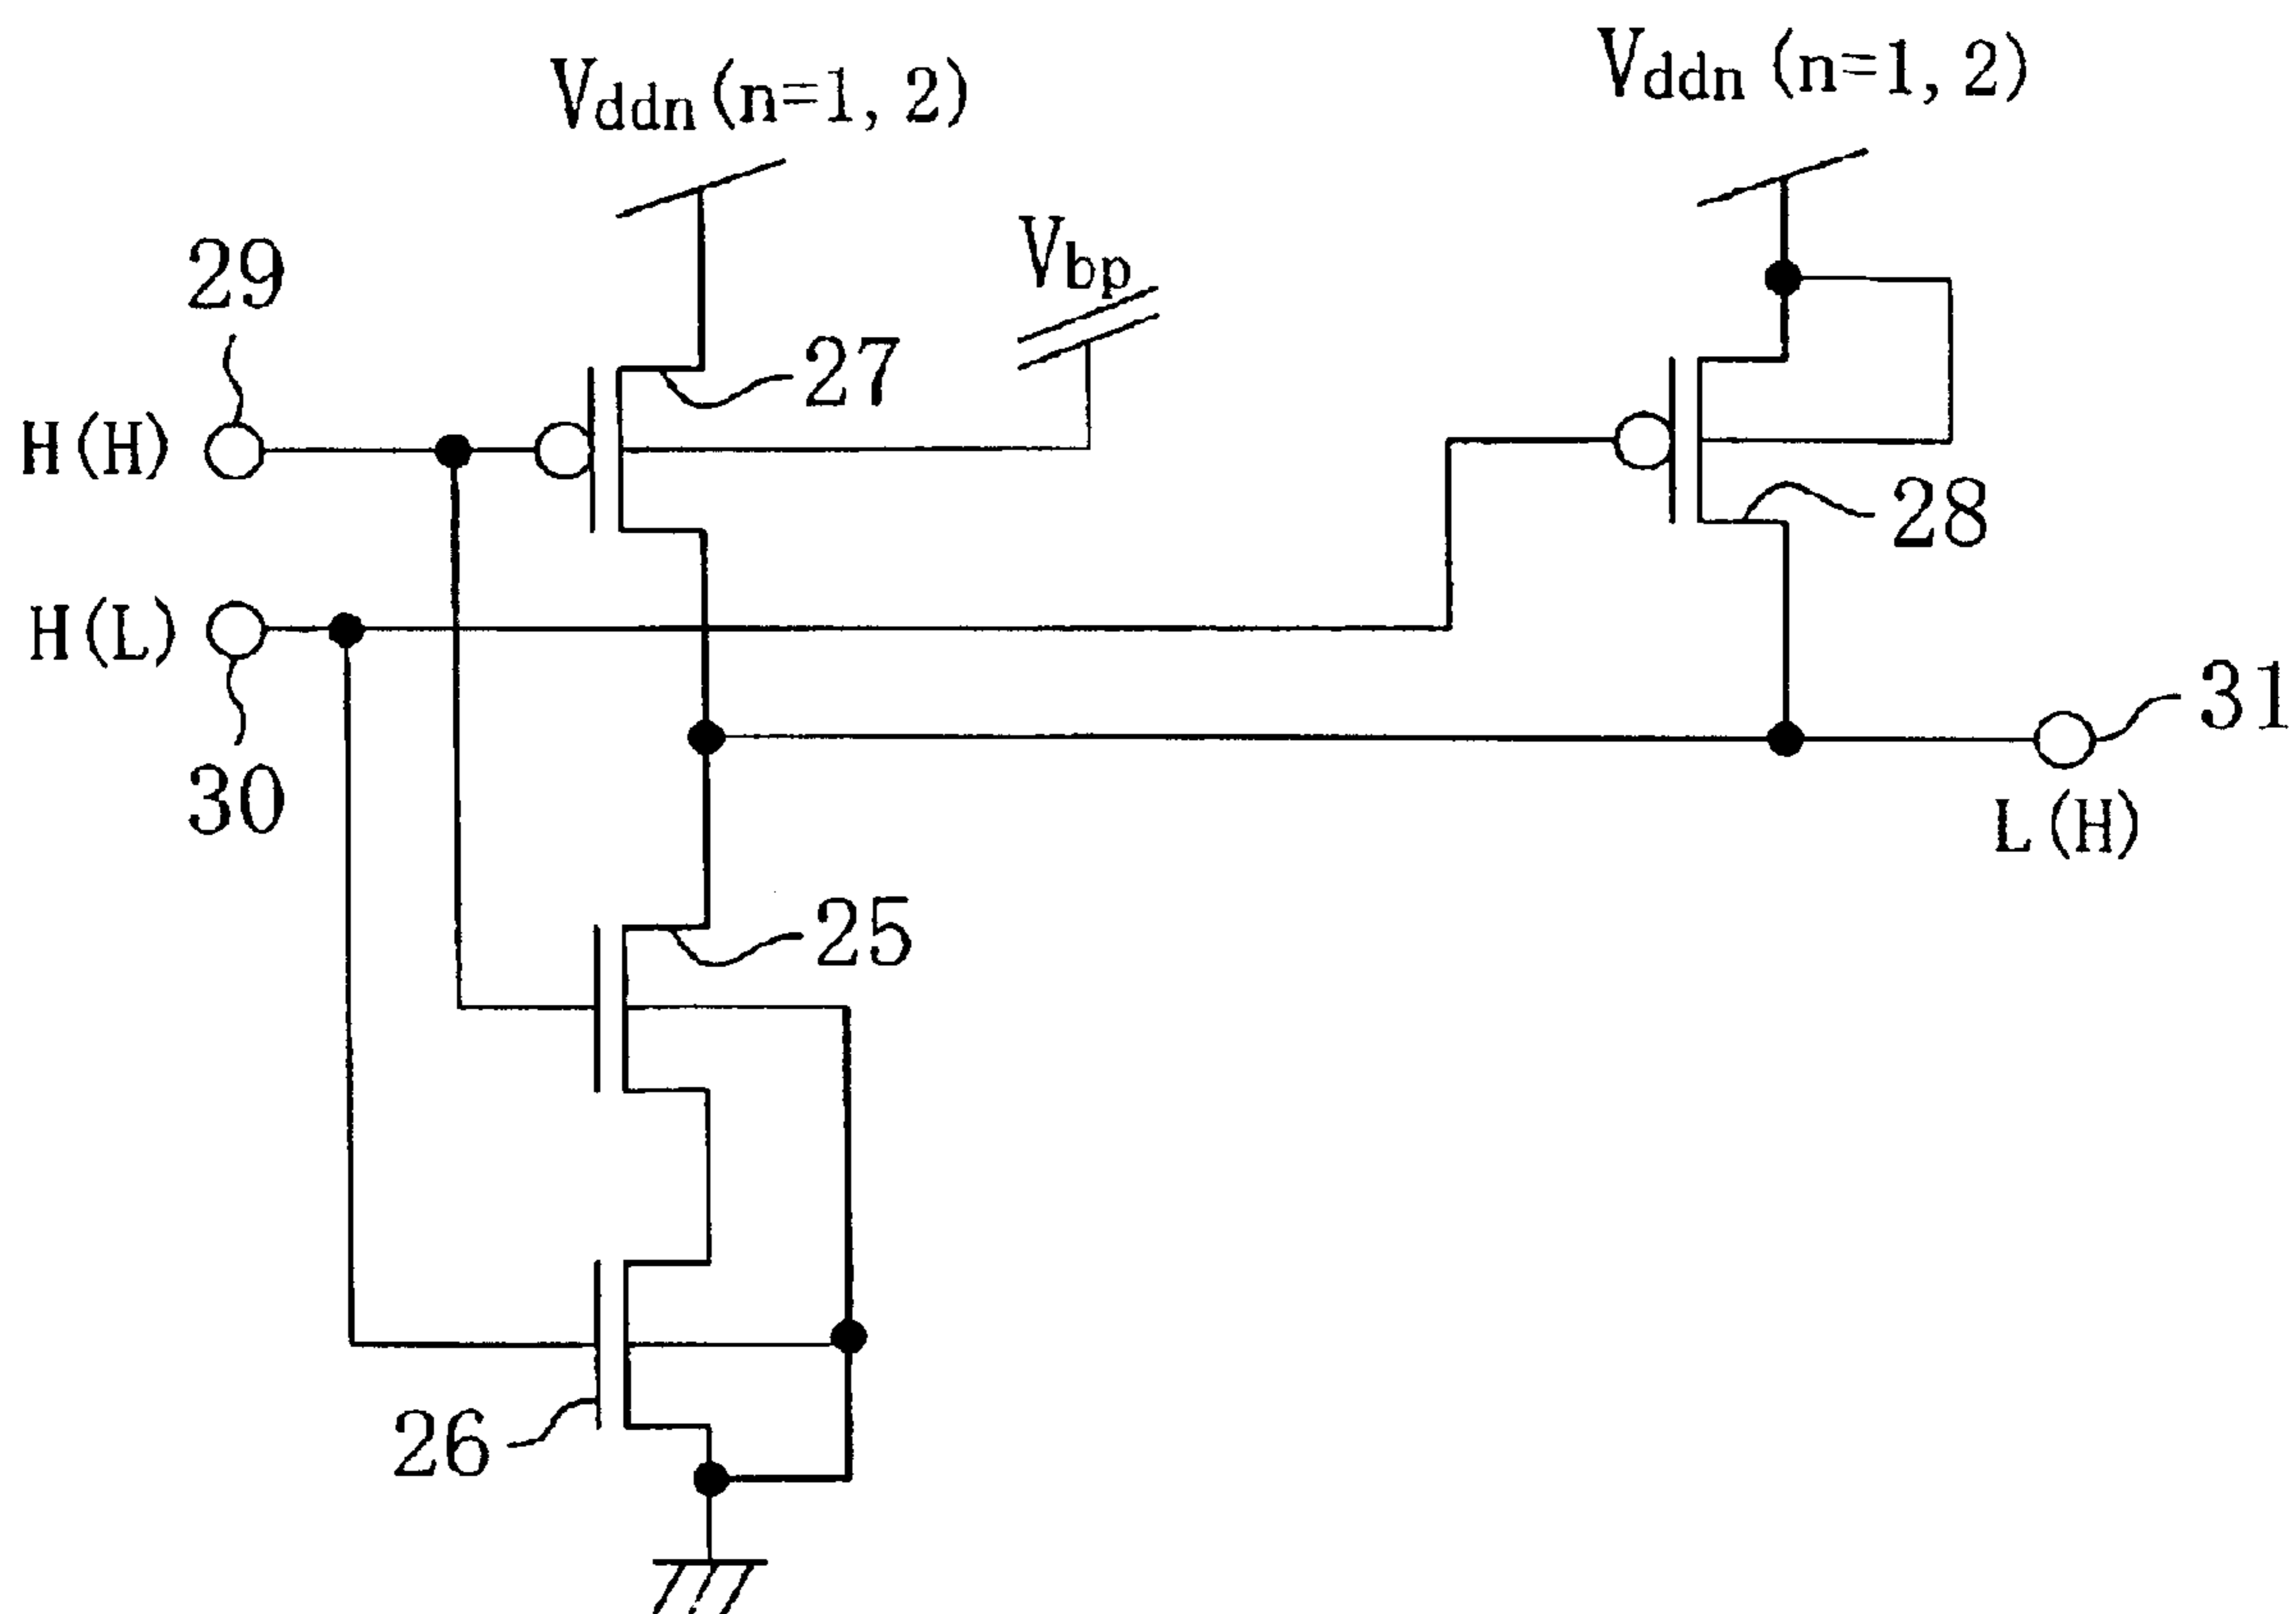 Vddn (n=1, 2)
Vddn (n=1, 2)
Vbp
29
27
H(H)
28
H(L)
31
30
L(H)
25
26